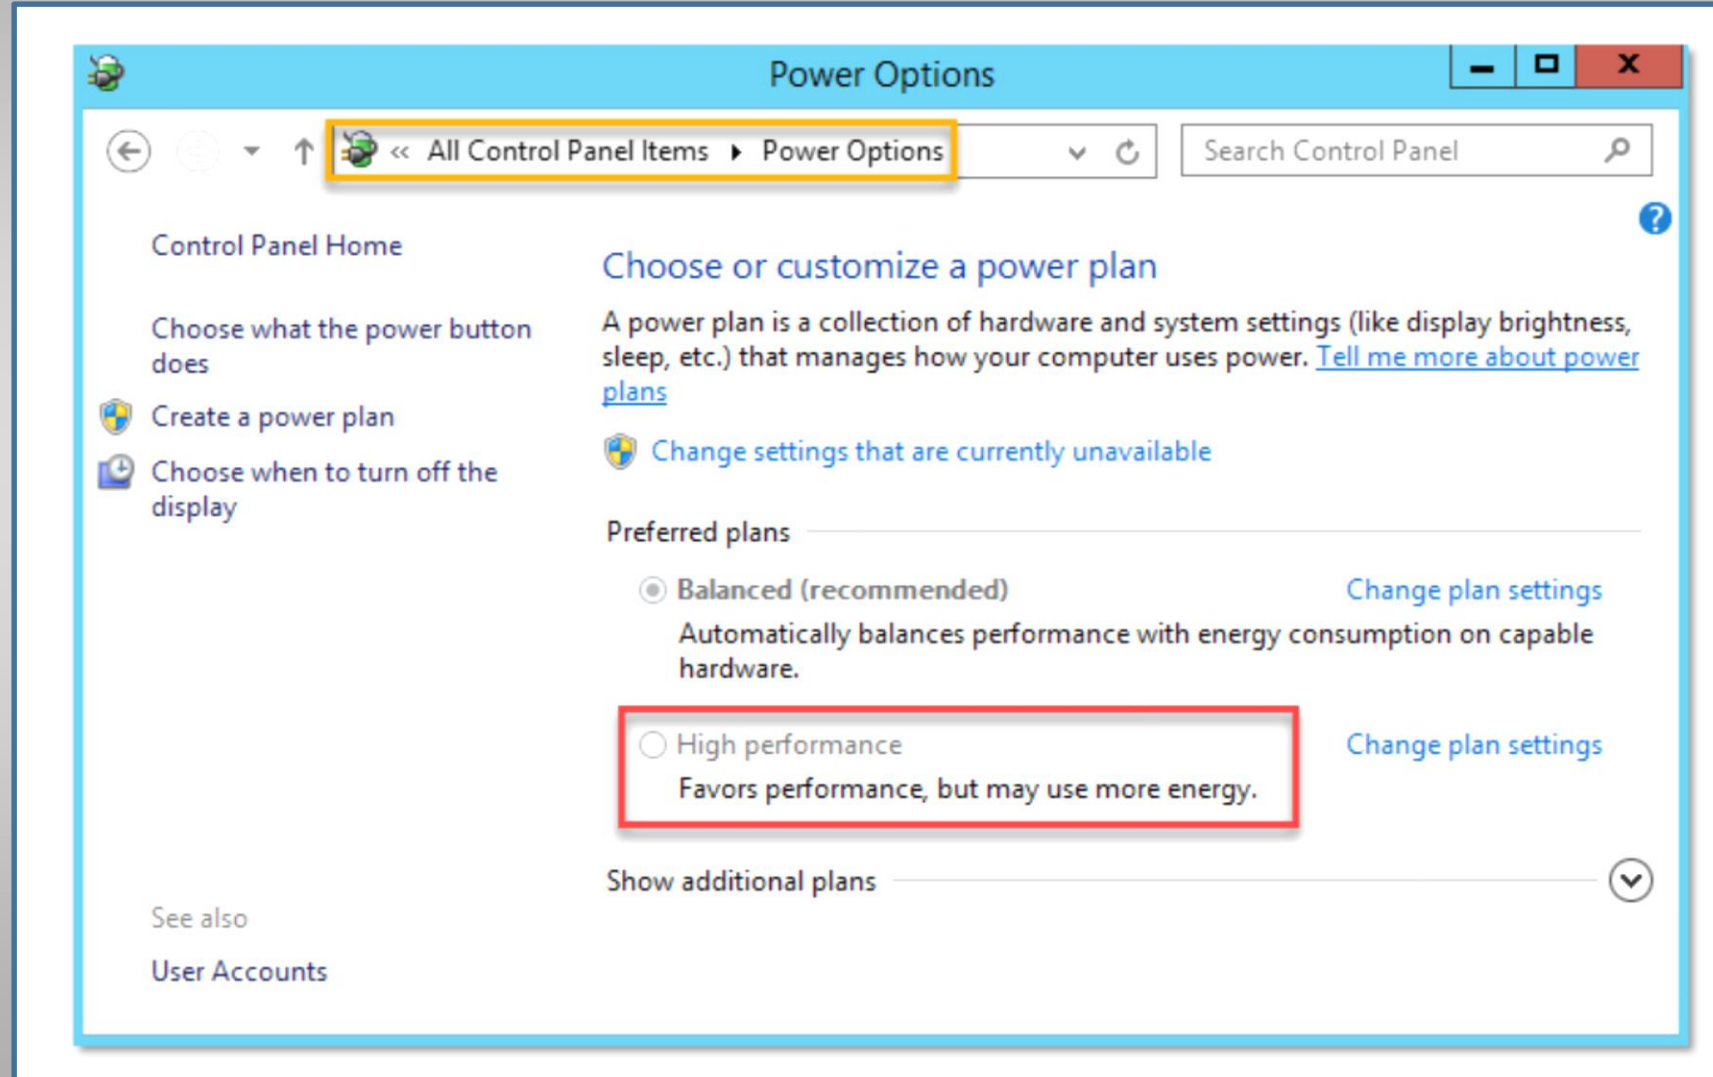 Power Options
« All Control Panel Items ▸ Power Options
Search Control Panel
Control Panel Home
Choose what the power button
does
Create a power plan
Choose when to turn off the
display
See also
User Accounts
Choose or customize a power plan
A power plan is a collection of hardware and system settings (like display brightness,
sleep, etc.) that manages how your computer uses power. Tell me more about power
plans
Change settings that are currently unavailable
Preferred plans
Balanced (recommended) Change plan settings
Automatically balances performance with energy consumption on capable
hardware.
High performance Change plan settings
Favors performance, but may use more energy.
Show additional plans